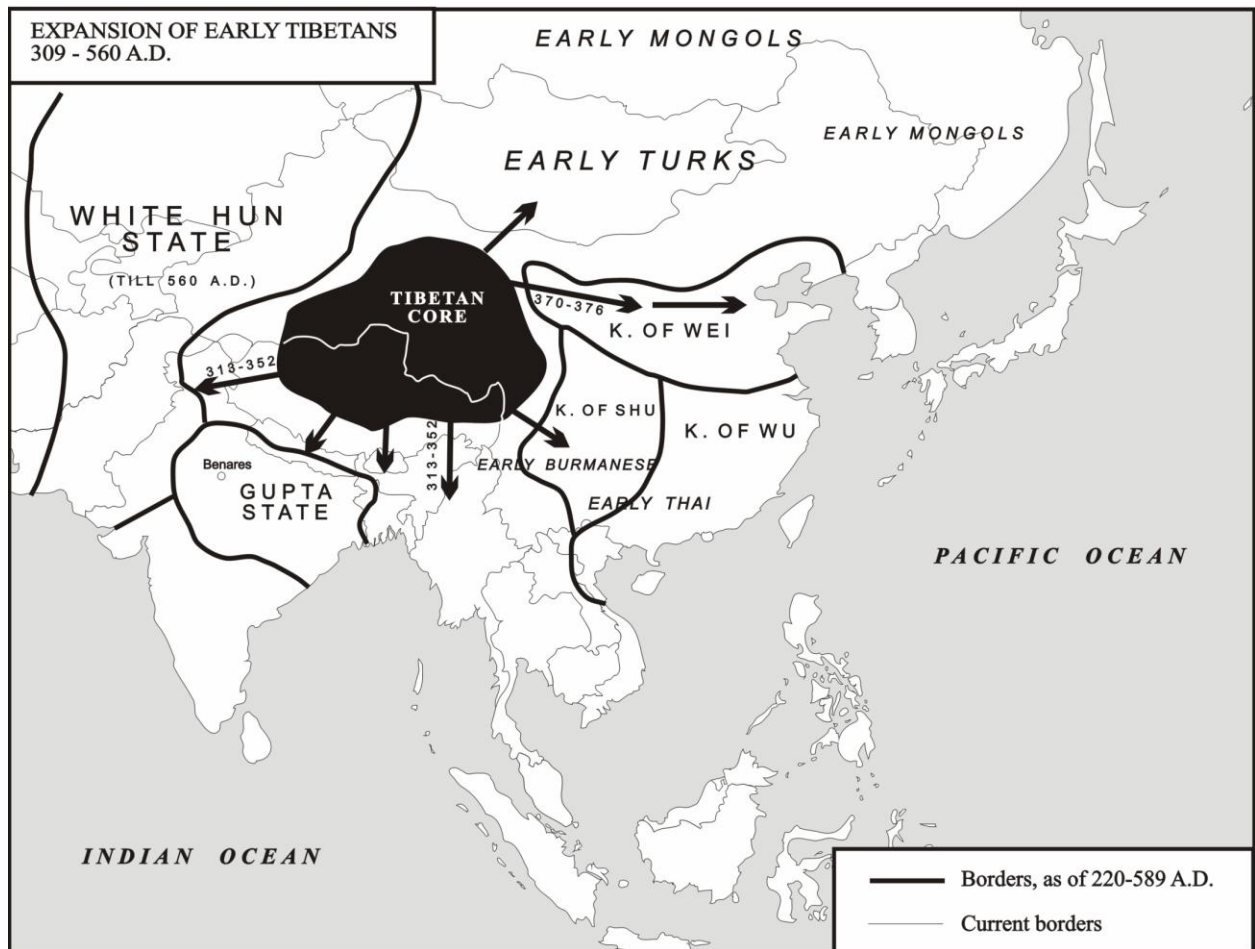 EXPANSION OF EARLY TIBETANS
309 - 560 A.D.
EARLY MONGOLS
EARLY MONGOLS
EARLY TURKS
WHITE HUN
STATE
(TILL 560 A.D.)
TIBETAN
CORE
370-376
K. OF WEI
313-352
K. OF SHU
K. OF WU
313-352
EARLY BURMANESE
Benares
GUPTA
STATE
EARLY THAI
PACIFIC OCEAN
INDIAN OCEAN
Borders, as of 220-589 A.D.
Current borders